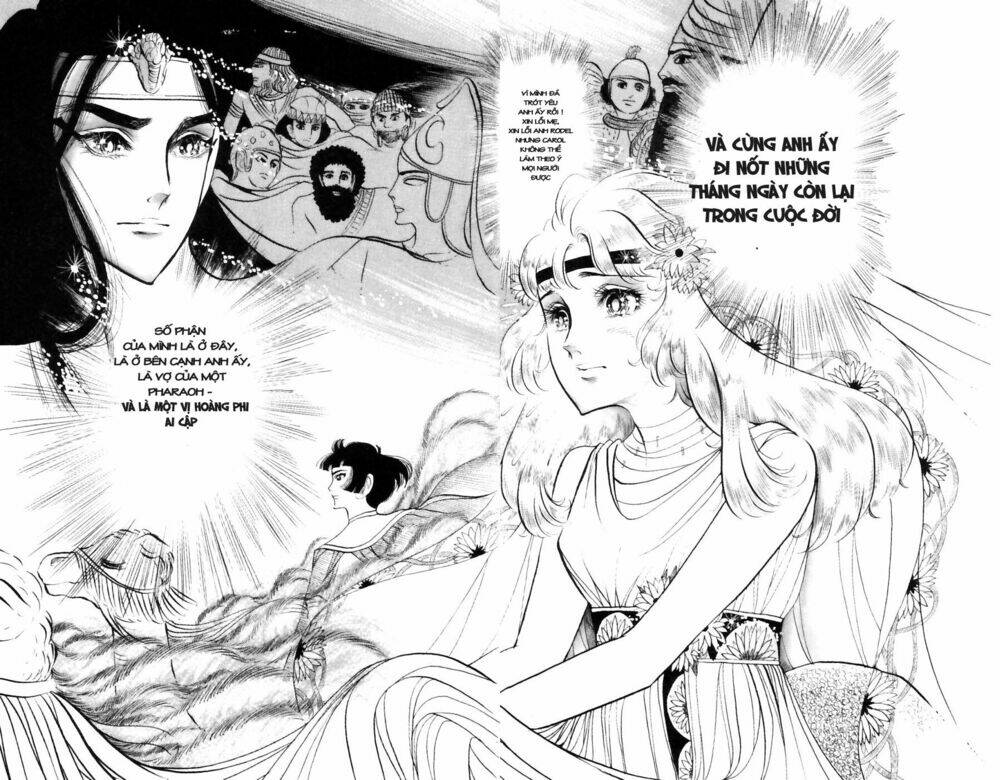 VÌ MÌNH ĐÃ
TRÓT YÊU
ANH ẤY RỒI !
XIN LỖI MẸ,
XIN LỖI ANH RODEL
NHƯNG CAROL
KHÔNG THỂ
LÀM THEO Ý
MỌI NGƯỜI
ĐƯỢC
VÀ CÙNG ANH ẤY
ĐI NỐT NHỮNG
THÁNG NGÀY CÒN LẠI
TRONG CUỘC ĐỜI
SỐ PHẬN
CỦA MÌNH LÀ Ở ĐÂY,
LÀ Ở BÊN CẠNH ANH ẤY,
LÀ VỢ CỦA MỘT
PHARAOH -
VÀ LÀ MỘT VỊ HOÀNG PHI
AI CẬP